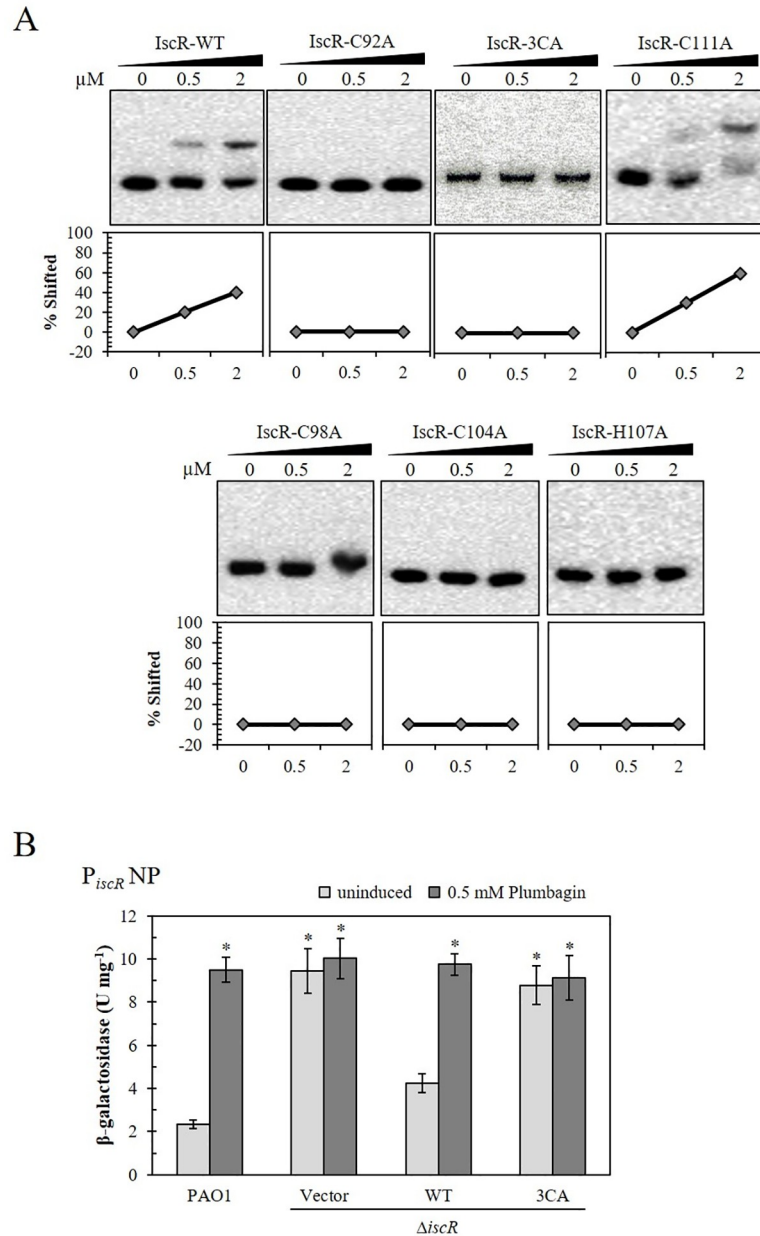 A
IscR-WT IscR-C92A IscR-3CA IscR-C111A
µM 0 0.5 2 0 0.5 2 0 0.5 2 0 0.5 2
100
80
60
40
20
0
-20
% Shifted
0 0.5 2 0 0.5 2 0 0.5 2 0 0.5 2
IscR-C98A IscR-C104A IscR-H107A
µM 0 0.5 2 0 0.5 2 0 0.5 2
100
80
60
40
20
0
-20
% Shifted
0 0.5 2 0 0.5 2 0 0.5 2
B
PiscR NP
uninduced 0.5 mM Plumbagin
12
10
8
6
4
2
0
β-galactosidase (U mg⁻¹)
* * * * * *
PAO1 Vector WT 3CA
ΔiscR